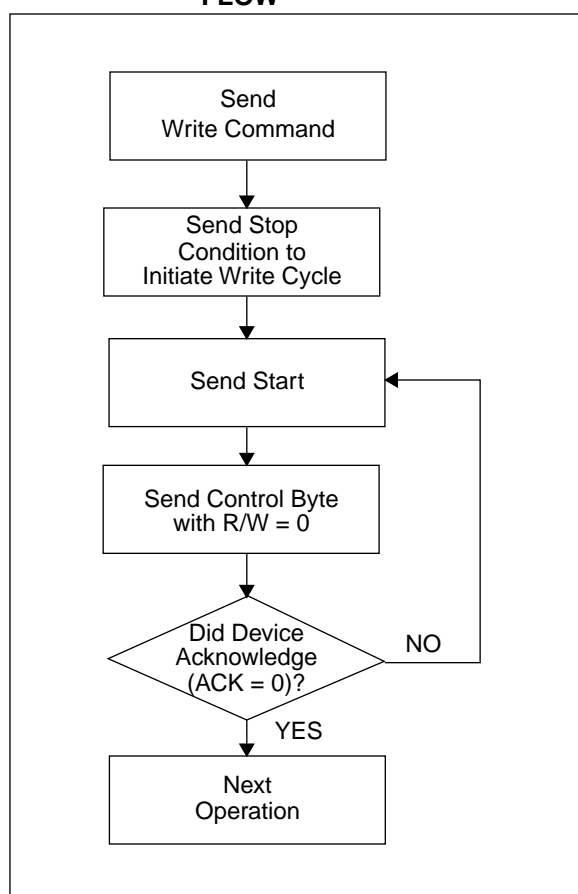 FLOW
Send
Write Command
Send Stop
Condition to
Initiate Write Cycle
Send Start
Send Control Byte
with R/W = 0
Did Device
Acknowledge
(ACK = 0)?
NO
YES
Next
Operation